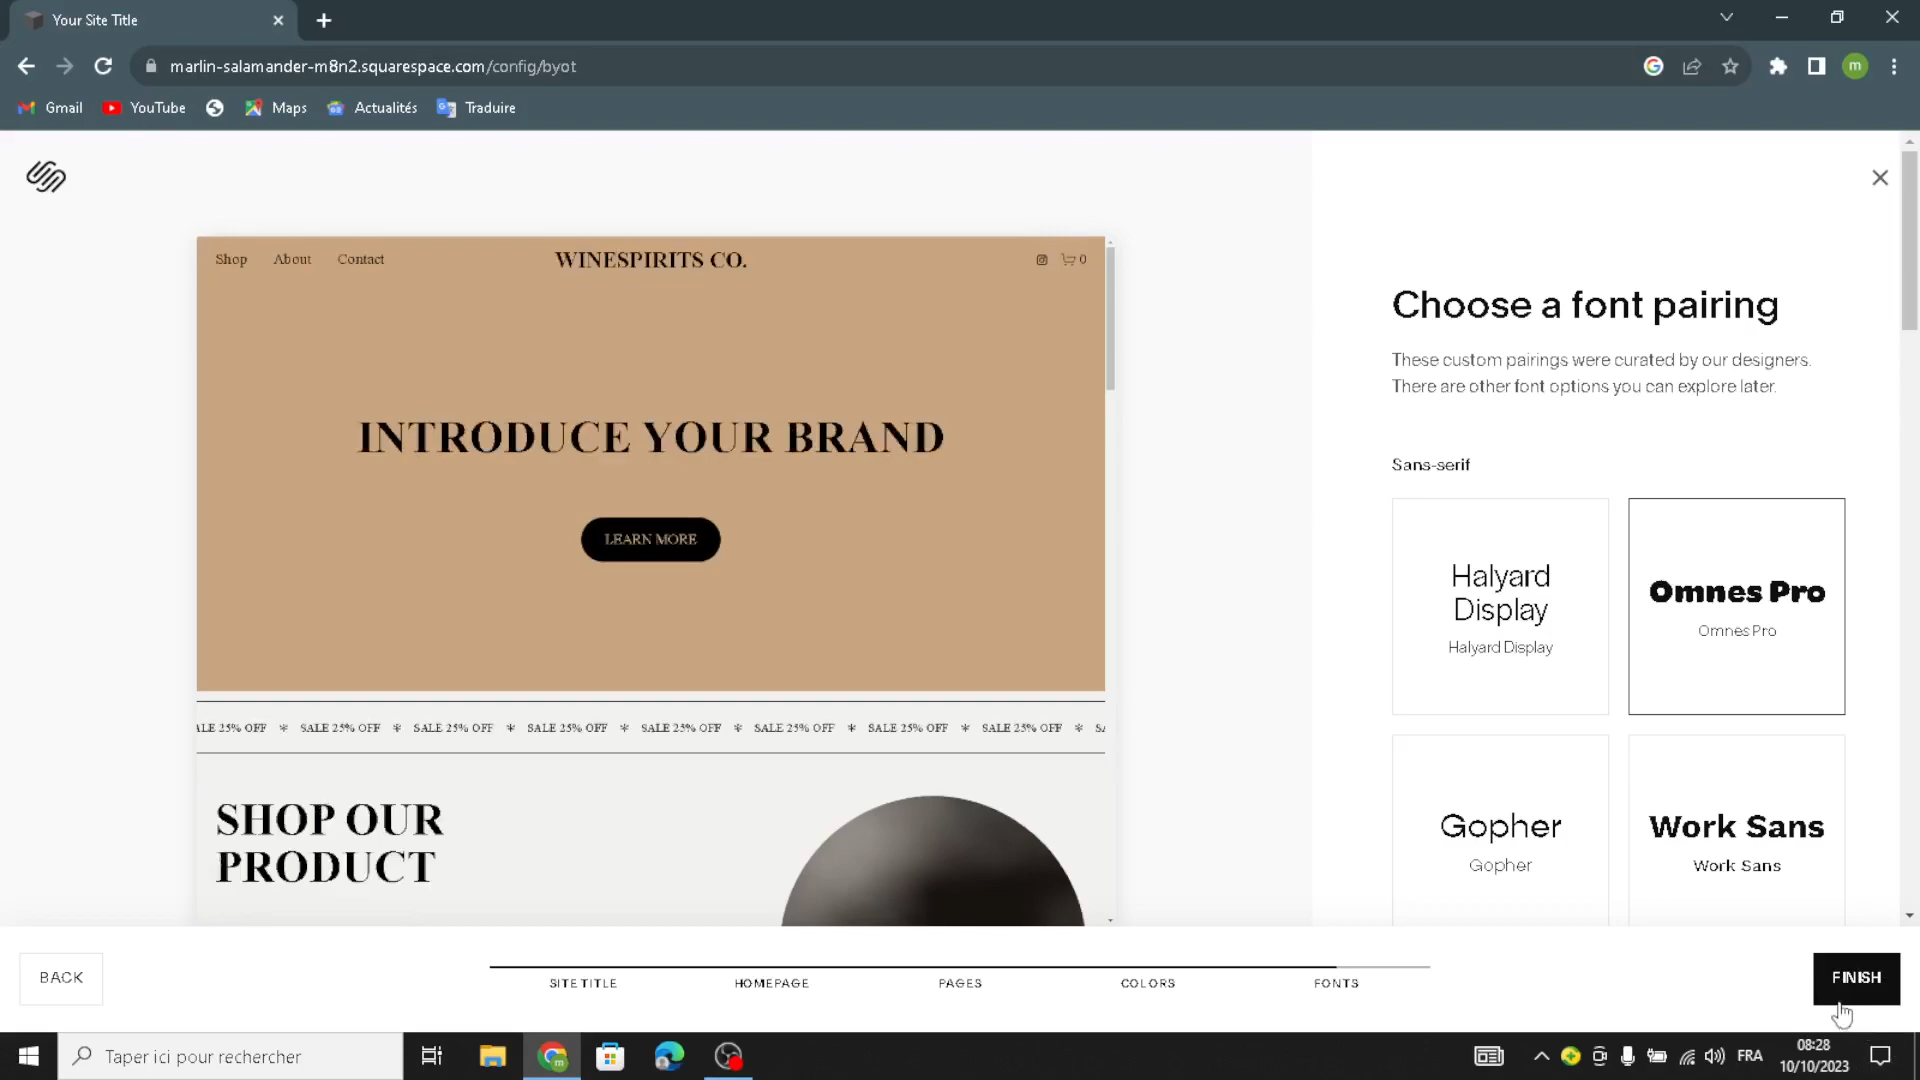 Your Site Title
marlin-salamander-m8n2.squarespace.com/config/byot
m
Gmail
YouTube
Maps
Actualités
Traduire
Shop
About
Contact
WINESPIRITS CO.
0
INTRODUCE YOUR BRAND
LEARN MORE
ALE 25% OFF * SALE 25% OFF * SALE 25% OFF * SALE 25% OFF * SALE 25% OFF * SALE 25% OFF * SALE 25% OFF * SALE 25% OFF * SA
SHOP OUR
PRODUCT
Choose a font pairing
These custom pairings were curated by our designers.
There are other font options you can explore later.
Sans-serif
Halyard
Display
Halyard Display
Omnes Pro
Omnes Pro
Gopher
Gopher
Work Sans
Work Sans
BACK
SITE TITLE
HOMEPAGE
PAGES
COLORS
FONTS
FINISH
Taper ici pour rechercher
m
FRA
08:28
10/10/2023